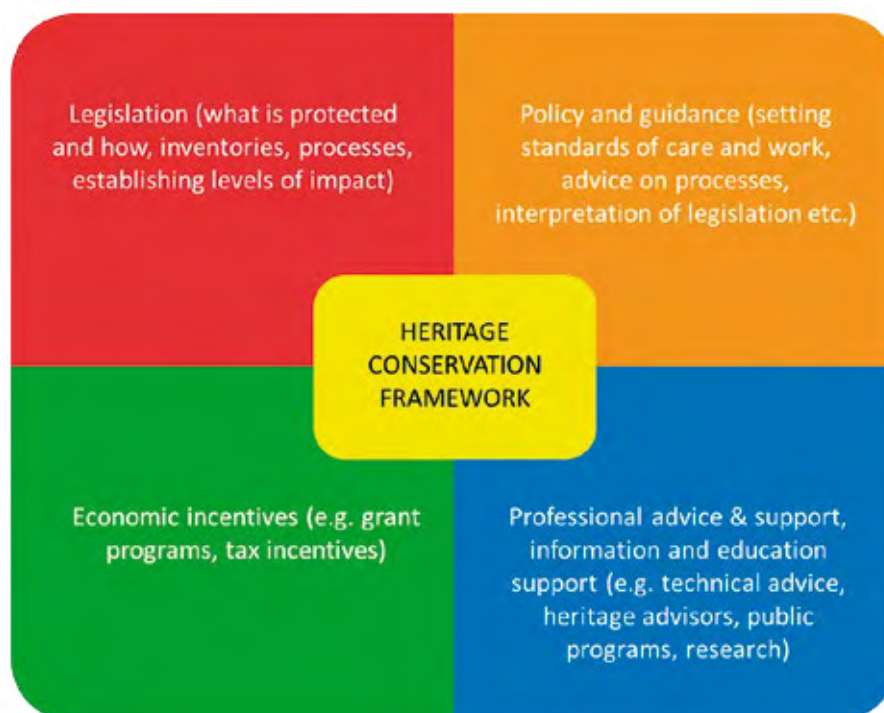 Legislation (what is protected
and how, inventories, processes,
establishing levels of impact)
Policy and guidance (setting
standards of care and work,
advice on processes,
interpretation of legislation etc.)
HERITAGE
CONSERVATION
FRAMEWORK
Economic incentives (e.g. grant
programs, tax incentives)
Professional advice & support,
information and education
support (e.g. technical advice,
heritage advisors, public
programs, research)